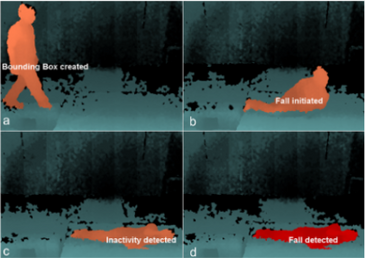 Bounding Box created
a
Fall initiated
b
Inactivity detected
c
Fall detected
d